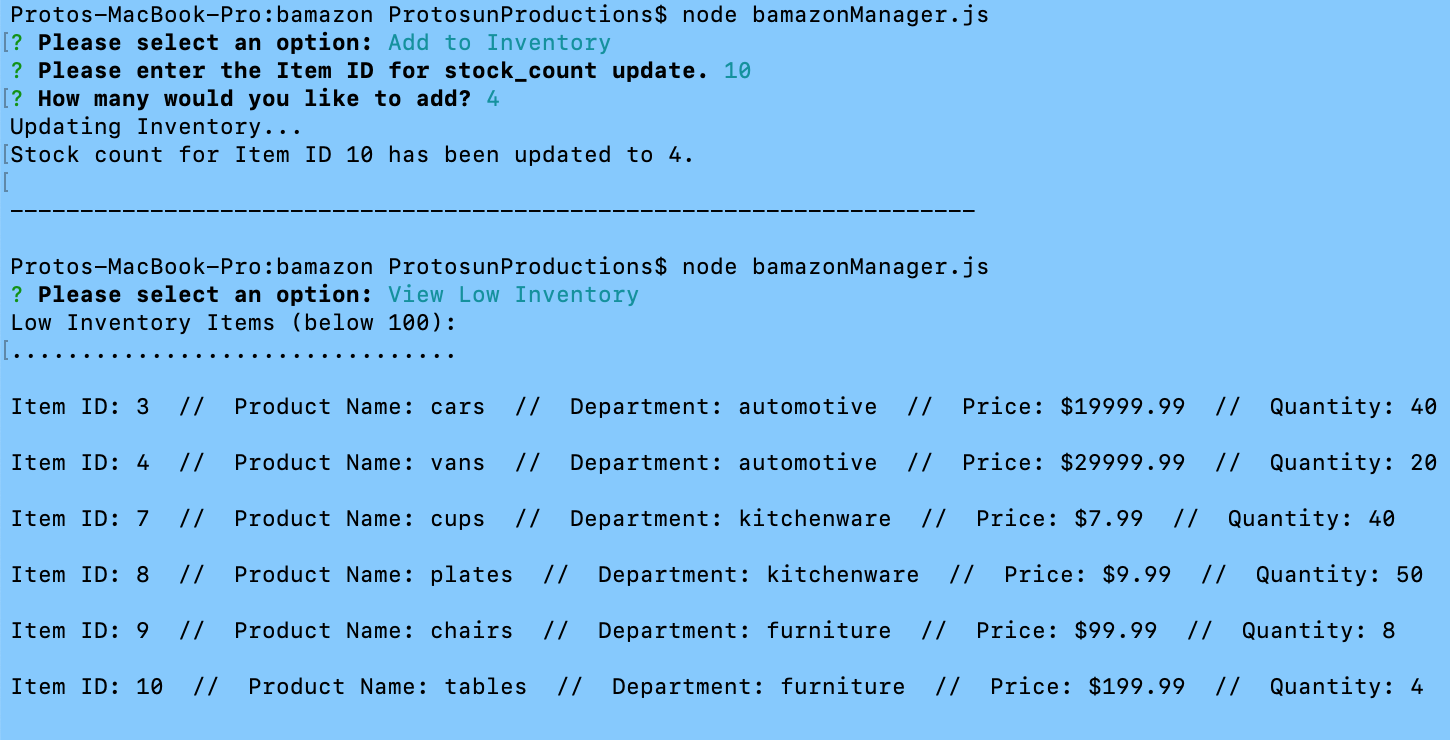 Protos-MacBook-Pro:bamazon ProtosunProductions$ node bamazonManager.js
[? Please select an option: Add to Inventory
? Please enter the Item ID for stock_count update. 10
[? How many would you like to add? 4
Updating Inventory...
[Stock count for Item ID 10 has been updated to 4.
[
---------------------------------------------------------------------
Protos-MacBook-Pro:bamazon ProtosunProductions$ node bamazonManager.js
? Please select an option: View Low Inventory
Low Inventory Items (below 100):
[................................
Item ID: 3  //  Product Name: cars  //  Department: automotive  //  Price: $19999.99  //  Quantity: 40
Item ID: 4  //  Product Name: vans  //  Department: automotive  //  Price: $29999.99  //  Quantity: 20
Item ID: 7  //  Product Name: cups  //  Department: kitchenware  //  Price: $7.99  //  Quantity: 40
Item ID: 8  //  Product Name: plates  //  Department: kitchenware  //  Price: $9.99  //  Quantity: 50
Item ID: 9  //  Product Name: chairs  //  Department: furniture  //  Price: $99.99  //  Quantity: 8
Item ID: 10  //  Product Name: tables  //  Department: furniture  //  Price: $199.99  //  Quantity: 4